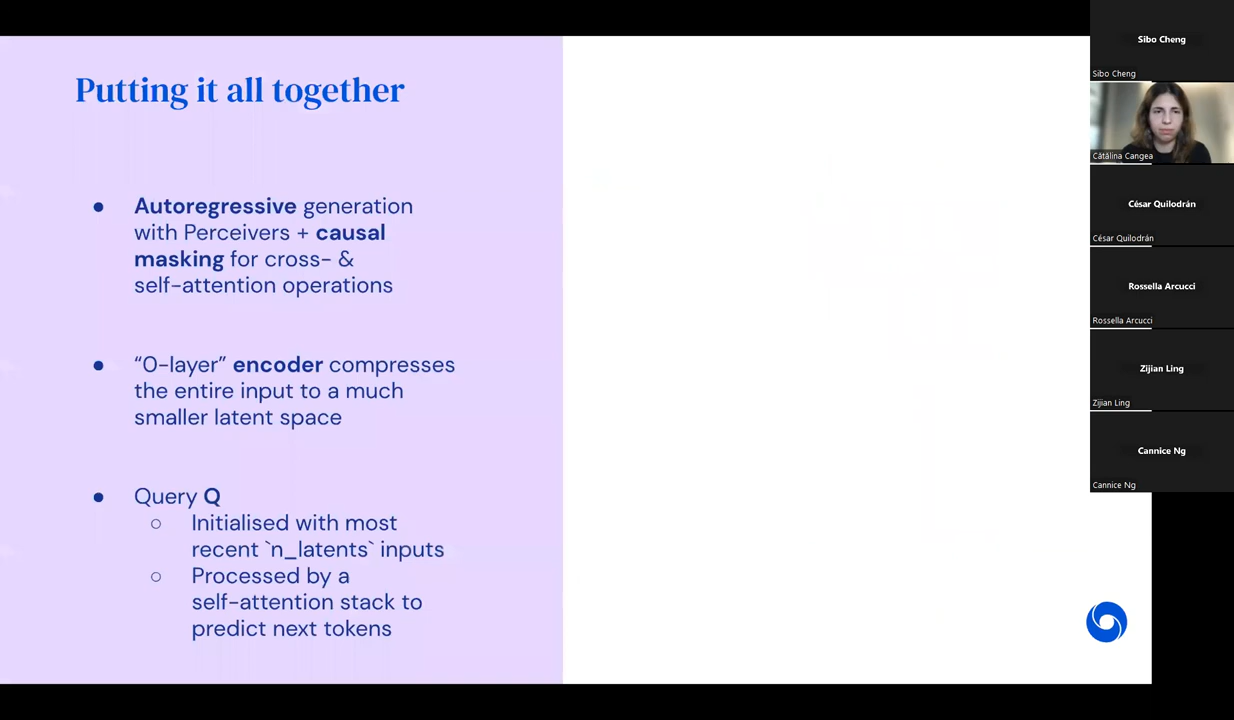 Putting it all together
● Autoregressive generation
with Perceivers + causal
masking for cross- &
self-attention operations
● “0-layer” encoder compresses
the entire input to a much
smaller latent space
● Query Q
○ Initialised with most
recent `n_latents` inputs
○ Processed by a
self-attention stack to
predict next tokens
Sibo Cheng
Sibo Cheng
Cătălina Cangea
César Quilodrán
César Quilodrán
Rossella Arcucci
Rossella Arcucci
Zijian Ling
Zijian Ling
Cannice Ng
Cannice Ng